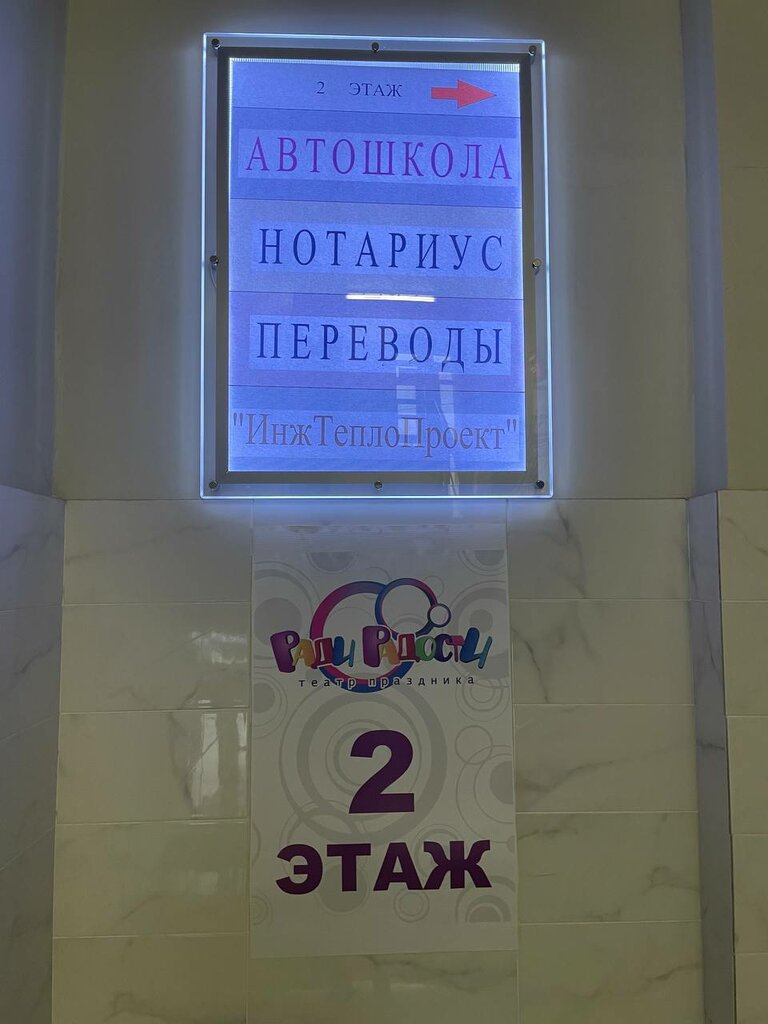 2 ЭТАЖ
АВТОШКОЛА
НОТАРИУС
ПЕРЕВОДЫ
"ИнжТеплоПроект"
Ради Радости
театр праздника
2
ЭТАЖ